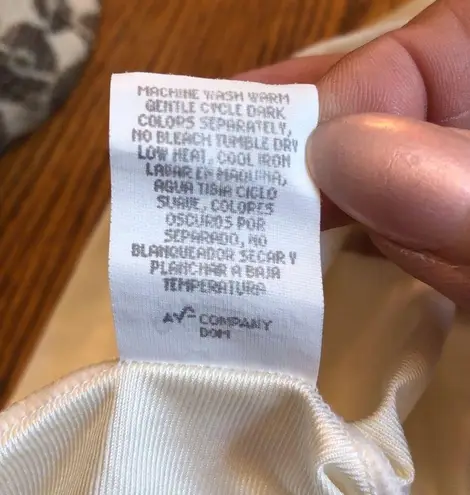 MACHINE WASH WARM
GENTLE CYCLE DARK
COLORS SEPARATELY,
NO BLEACH TUMBLE DRY
LOW HEAT, COOL IRON
LABAR EN MAQUINA,
AGUA TIBIA CICLO
SUAVE, COLORES
OSCUROS POR
SEPARADO, NO
BLANQUEADOR SECAR Y
PLANCHAR A BAJA
TEMPERATURA
COMPANY
DOM